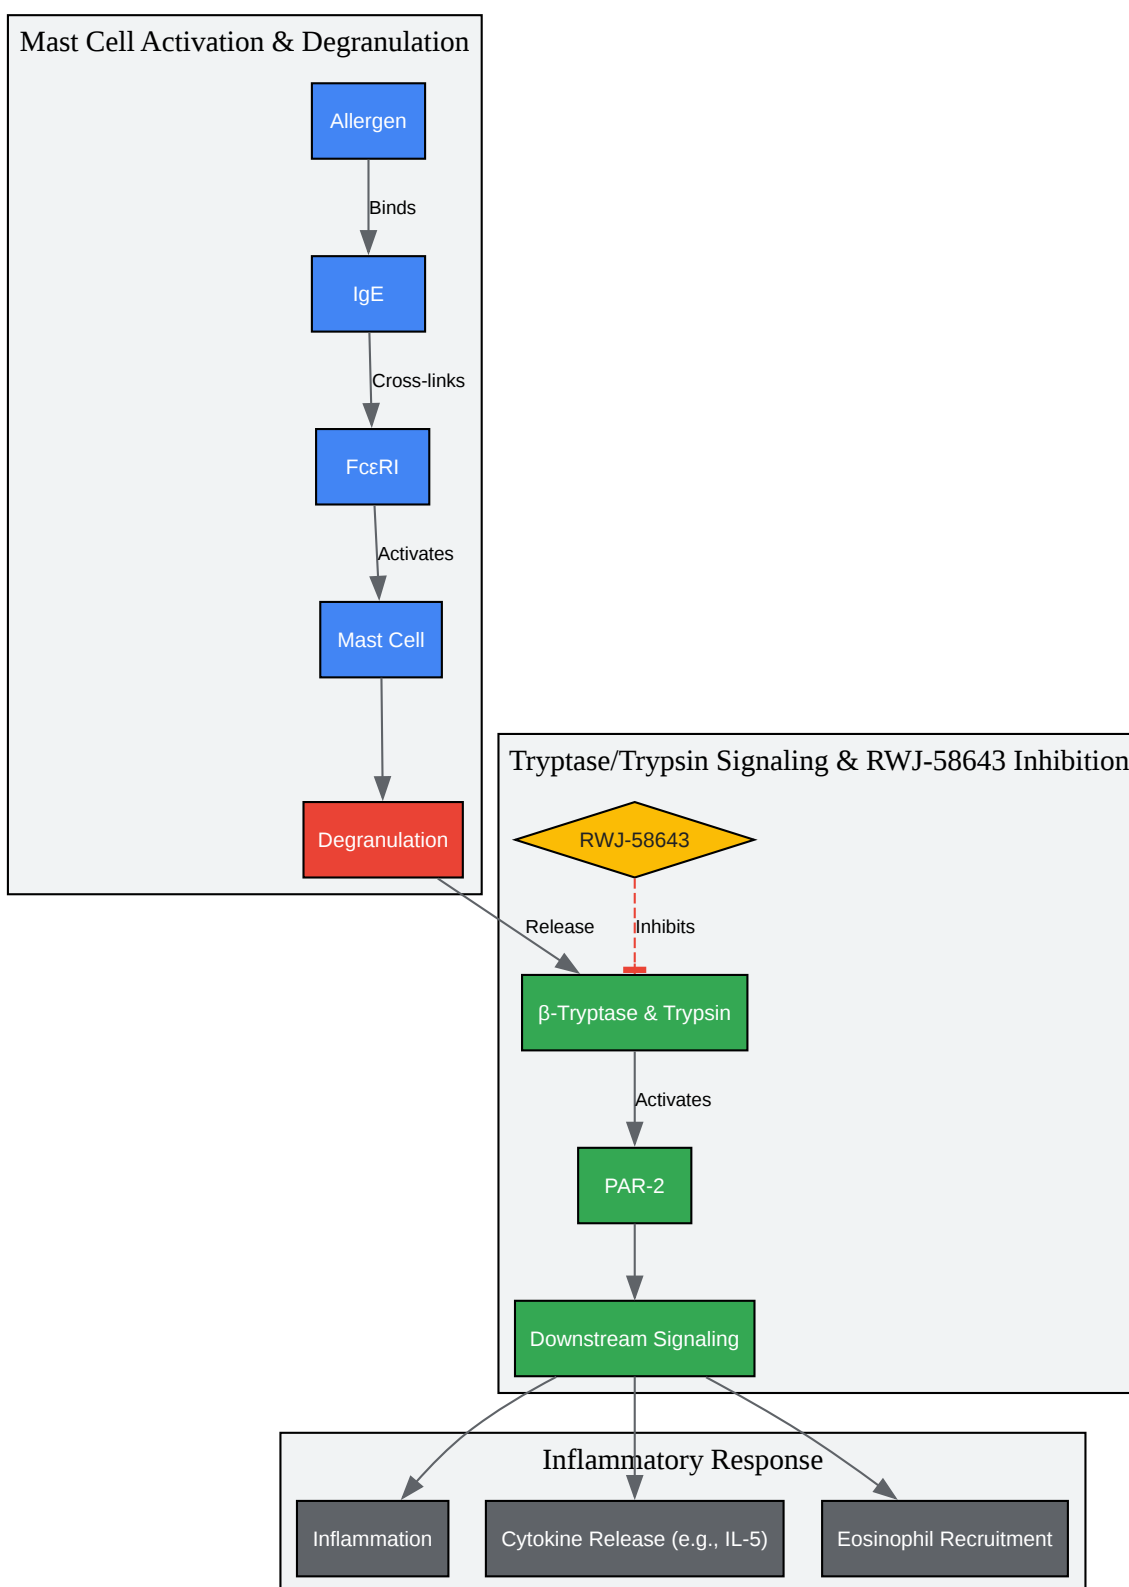 Mast Cell Activation & Degranulation
Allergen
Binds
IgE
Cross-links
FcεRI
Activates
Mast Cell
Degranulation
Tryptase/Trypsin Signaling & RWJ-58643 Inhibition
RWJ-58643
Release
Inhibits
β-Tryptase & Trypsin
Activates
PAR-2
Downstream Signaling
Inflammatory Response
Inflammation
Cytokine Release (e.g., IL-5)
Eosinophil Recruitment